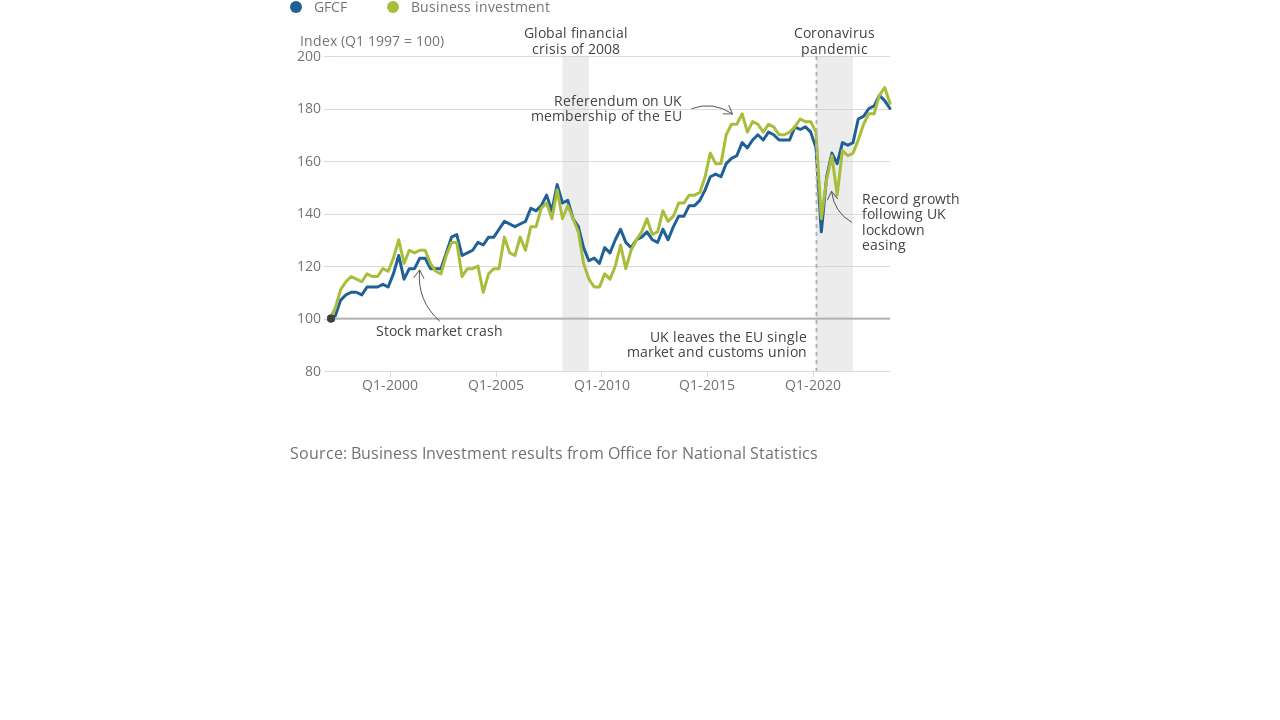 GFCF
Business investment
Index (Q1 1997 = 100)
Global financial
crisis of 2008
Coronavirus
pandemic
200
180
160
140
120
100
80
Referendum on UK
membership of the EU
Record growth
following UK
lockdown
easing
Stock market crash
UK leaves the EU single
market and customs union
Q1-2000
Q1-2005
Q1-2010
Q1-2015
Q1-2020
Source: Business Investment results from Office for National Statistics